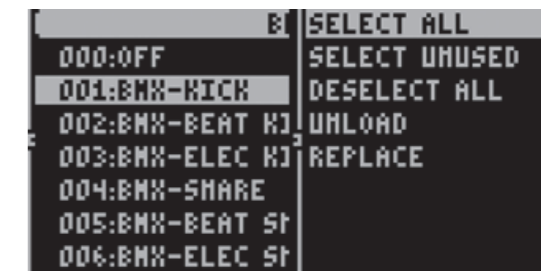 SELECT ALL
000:OFF
SELECT UNUSED
001:BMX-KICK
DESELECT ALL
002:BMX-BEAT KI
UNLOAD
003:BMX-ELEC KI
REPLACE
004:BMX-SNARE
005:BMX-BEAT SN
006:BMX-ELEC SN